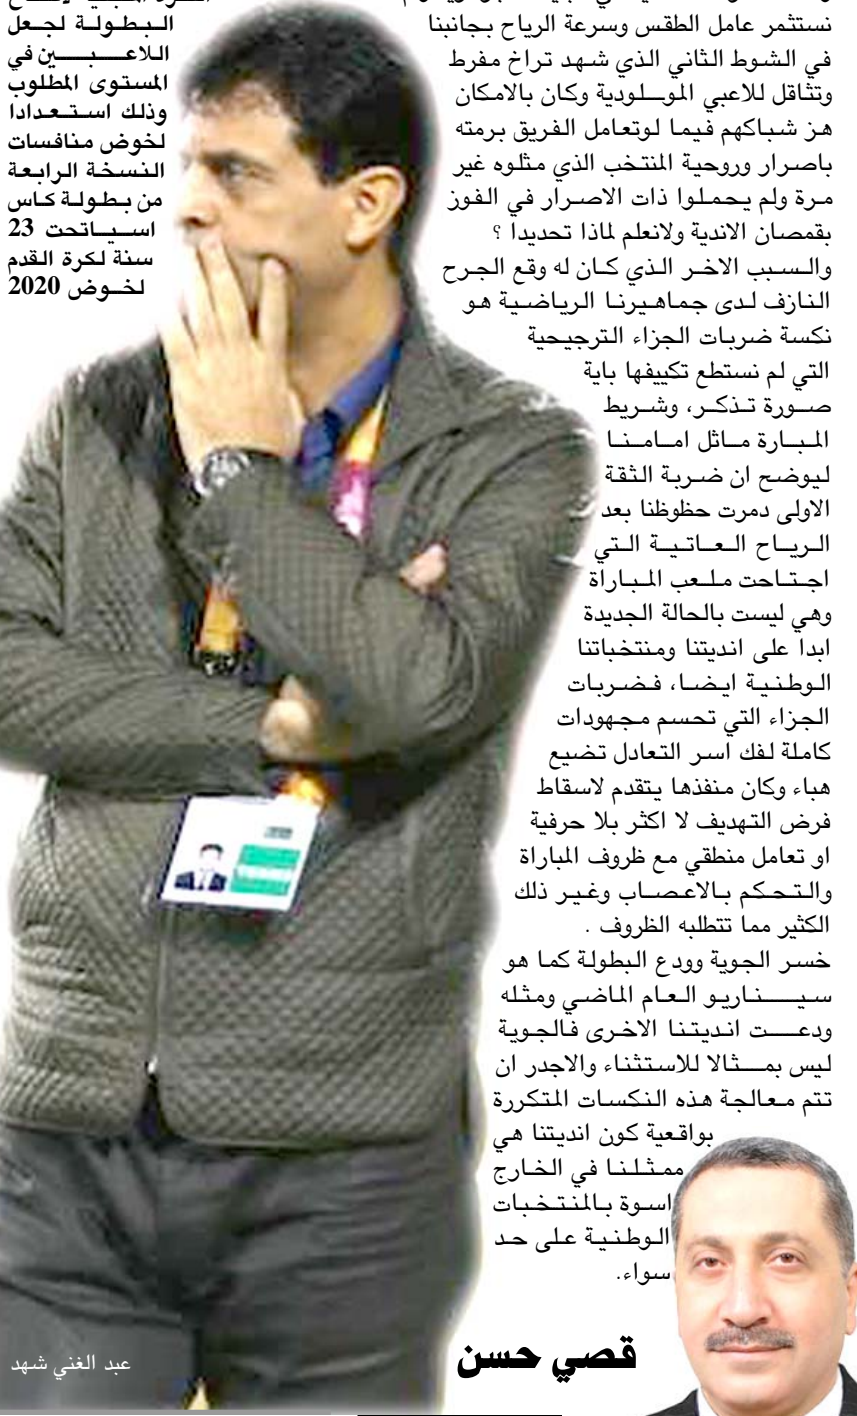 نستثمر عامل الطقس وسرعة الرياح بجانبنا
في الشوط الثاني الذي شهد تراخ مفرط
وتثاقل للاعبي الموـلودية وكان بالامكان
هز شباكهم فيما لوتعامل الفريق برمته
باصرار وروحية المنتخب الذي مثلوه غير
مرة ولم يحملوا ذات الاصرار في الفوز
بقمصان الاندية ولانعلم لماذا تحديدا ؟
والسبب الاخر الذي كان له وقع الجرح
النازف لدى جماهيرنا الرياضية هو
نكسة ضربات الجزاء الترجيحية
التي لم نستطع تكييفها باية
صورة تذكر، وشريط
المبارة ماثل امامنا
ليوضح ان ضربة الثقة
الاولى دمرت حظوظنا بعد
الرياح العاتية التي
اجتاحت ملعب المباراة
وهي ليست بالحالة الجديدة
ابدا على انديتنا ومنتخباتنا
الوطنية ايضا، فضربات
الجزاء التي تحسم مجهودات
كاملة لفك اسر التعادل تضيع
هباء وكان منفذها يتقدم لاسقاط
فرض التهديف لا اكثر بلا حرفية
او تعامل منطقي مع ظروف المباراة
والتحكم بالاعصاب وغير ذلك
الكثير مما تتطلبه الظروف .
خسر الجوية وودع البطولة كما هو
سيناريو العام الماضي ومثله
ودعت انديتنا الاخرى فالجوية
ليس بمثالا للاستثناء والاجدر ان
تتم معالجة هذه النكسات المتكررة
بواقعية كون انديتنا هي
ممثلنا في الخارج
اسوة بالمنتخبات
الوطنية على حد
سواء.
قصي حسن
البطولة لجعل
اللاعبين في
المستوى المطلوب
وذلك استعدادا
لخوض منافسات
النسخة الرابعة
من بطولة كاس
اسياتحت 23
سنة لكرة القدم
لخوض 2020
عبد الغني شهد